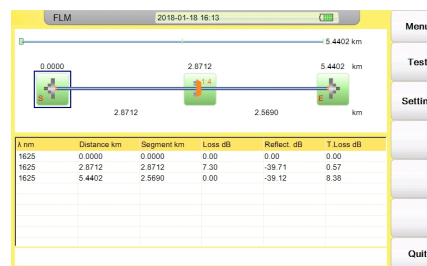 FLM 2018-01-18 16:13
Menu
5.4402 km
0.0000 2.8712 5.4402 km
Test
1:4
S E
2.8712 2.5690 km
Settin
λ nm Distance km Segment km Loss dB Reflect. dB T.Loss dB
1625 0.0000 0.0000 0.00 0.00 0.00
1625 2.8712 2.8712 7.30 -39.71 0.57
1625 5.4402 2.5690 0.00 -39.12 8.38
Quit